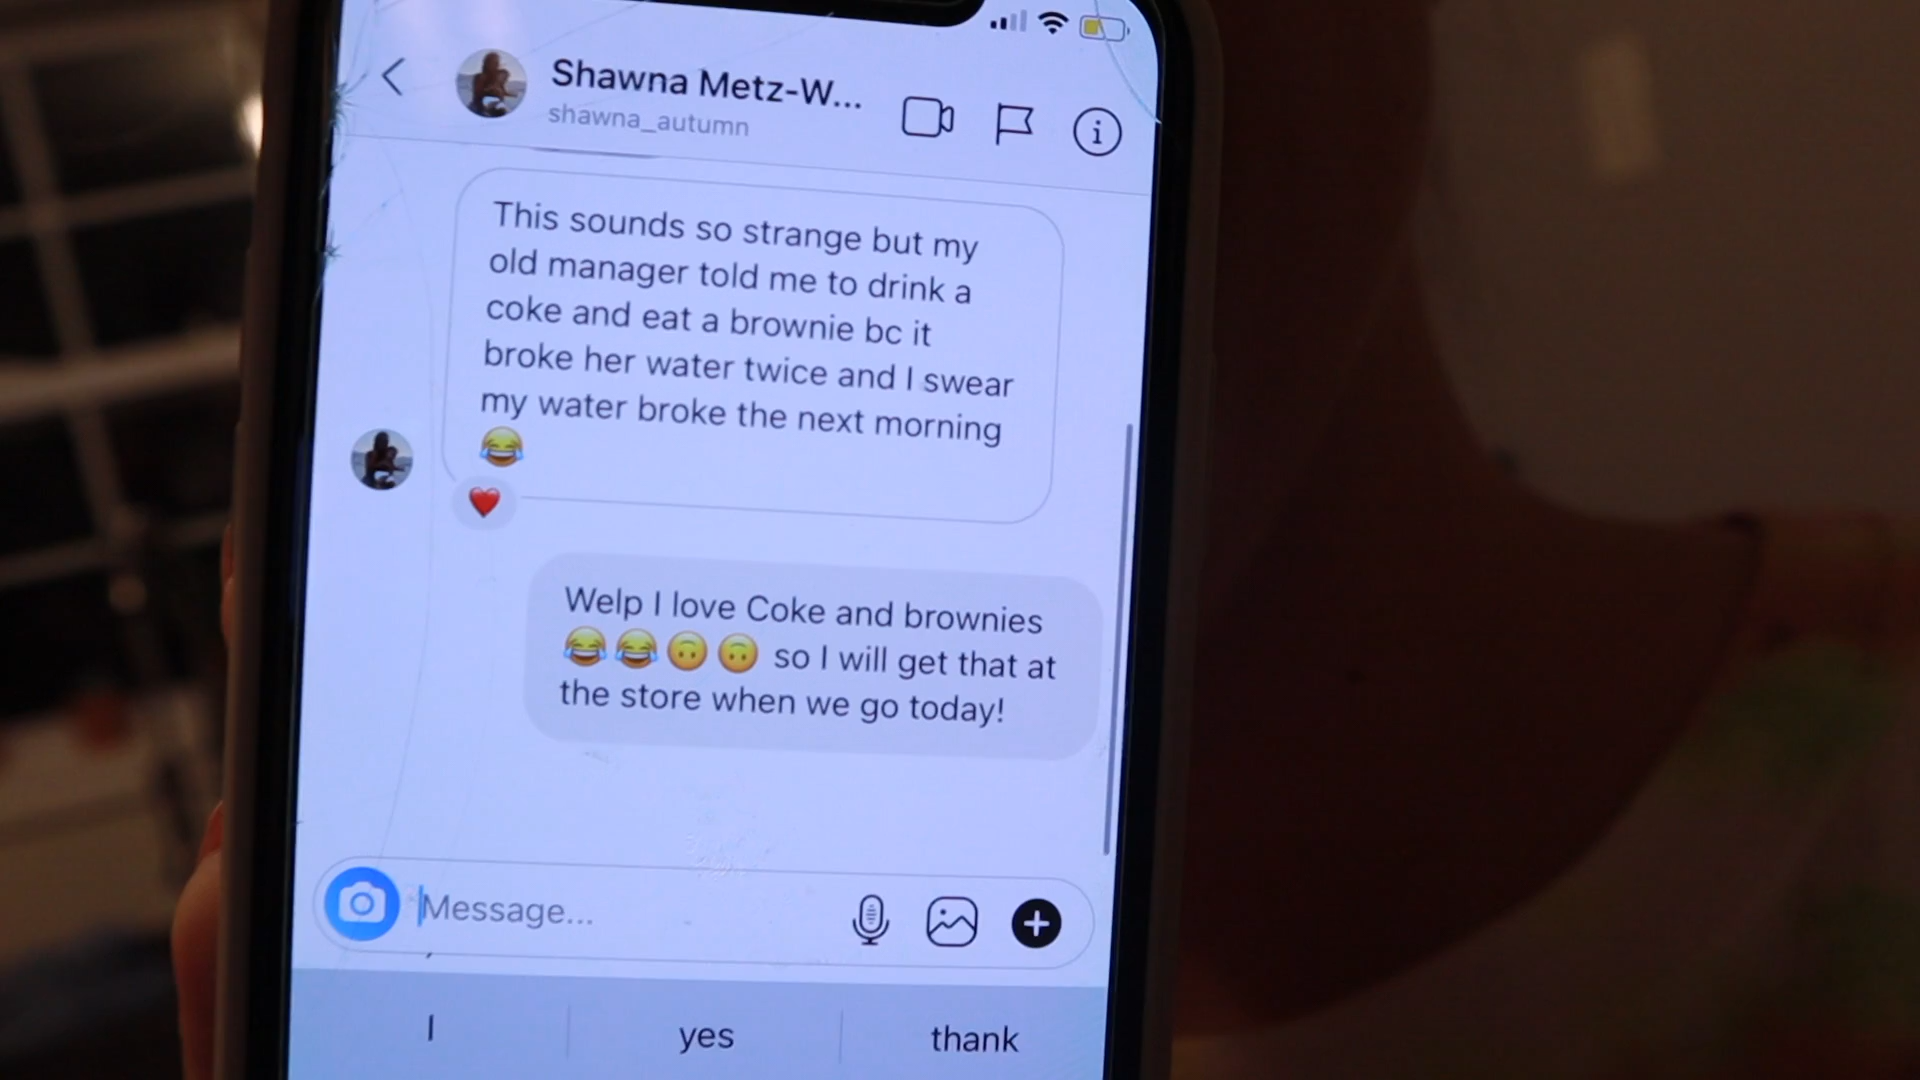 Shawna Metz-W...
shawna_autumn
This sounds so strange but my
old manager told me to drink a
coke and eat a brownie bc it
broke her water twice and I swear
my water broke the next morning
😂
❤️
Welp I love Coke and brownies
😂😂🙃🙃 so I will get that at
the store when we go today!
Message...
I
yes
thank